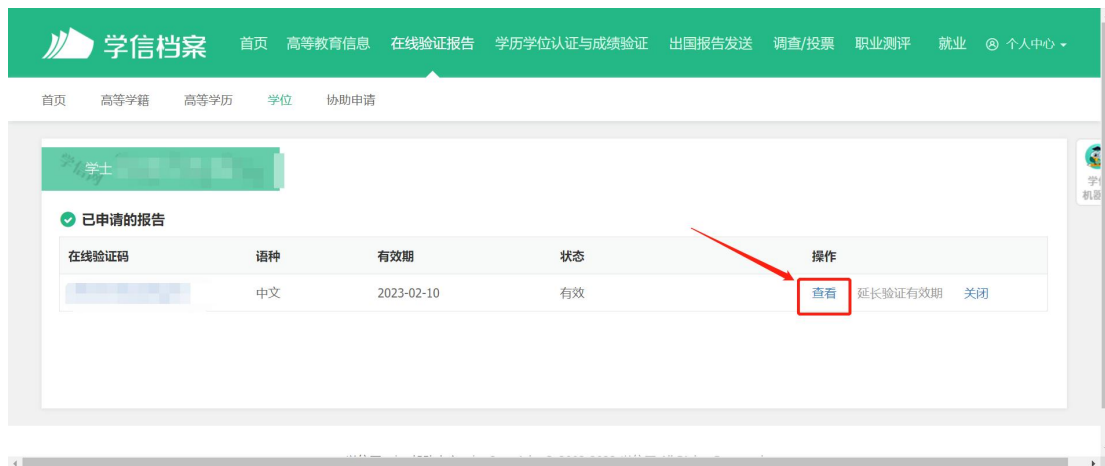 学信档案 首页 高等教育信息 在线验证报告 学历学位认证与成绩验证 出国报告发送 调查/投票 职业测评 就业 个人中心
首页 高等学籍 高等学历 学位 协助申请
学信网 学士
已申请的报告
在线验证码 语种 有效期 状态 操作
中文 2023-02-10 有效 查看 延长验证有效期 关闭